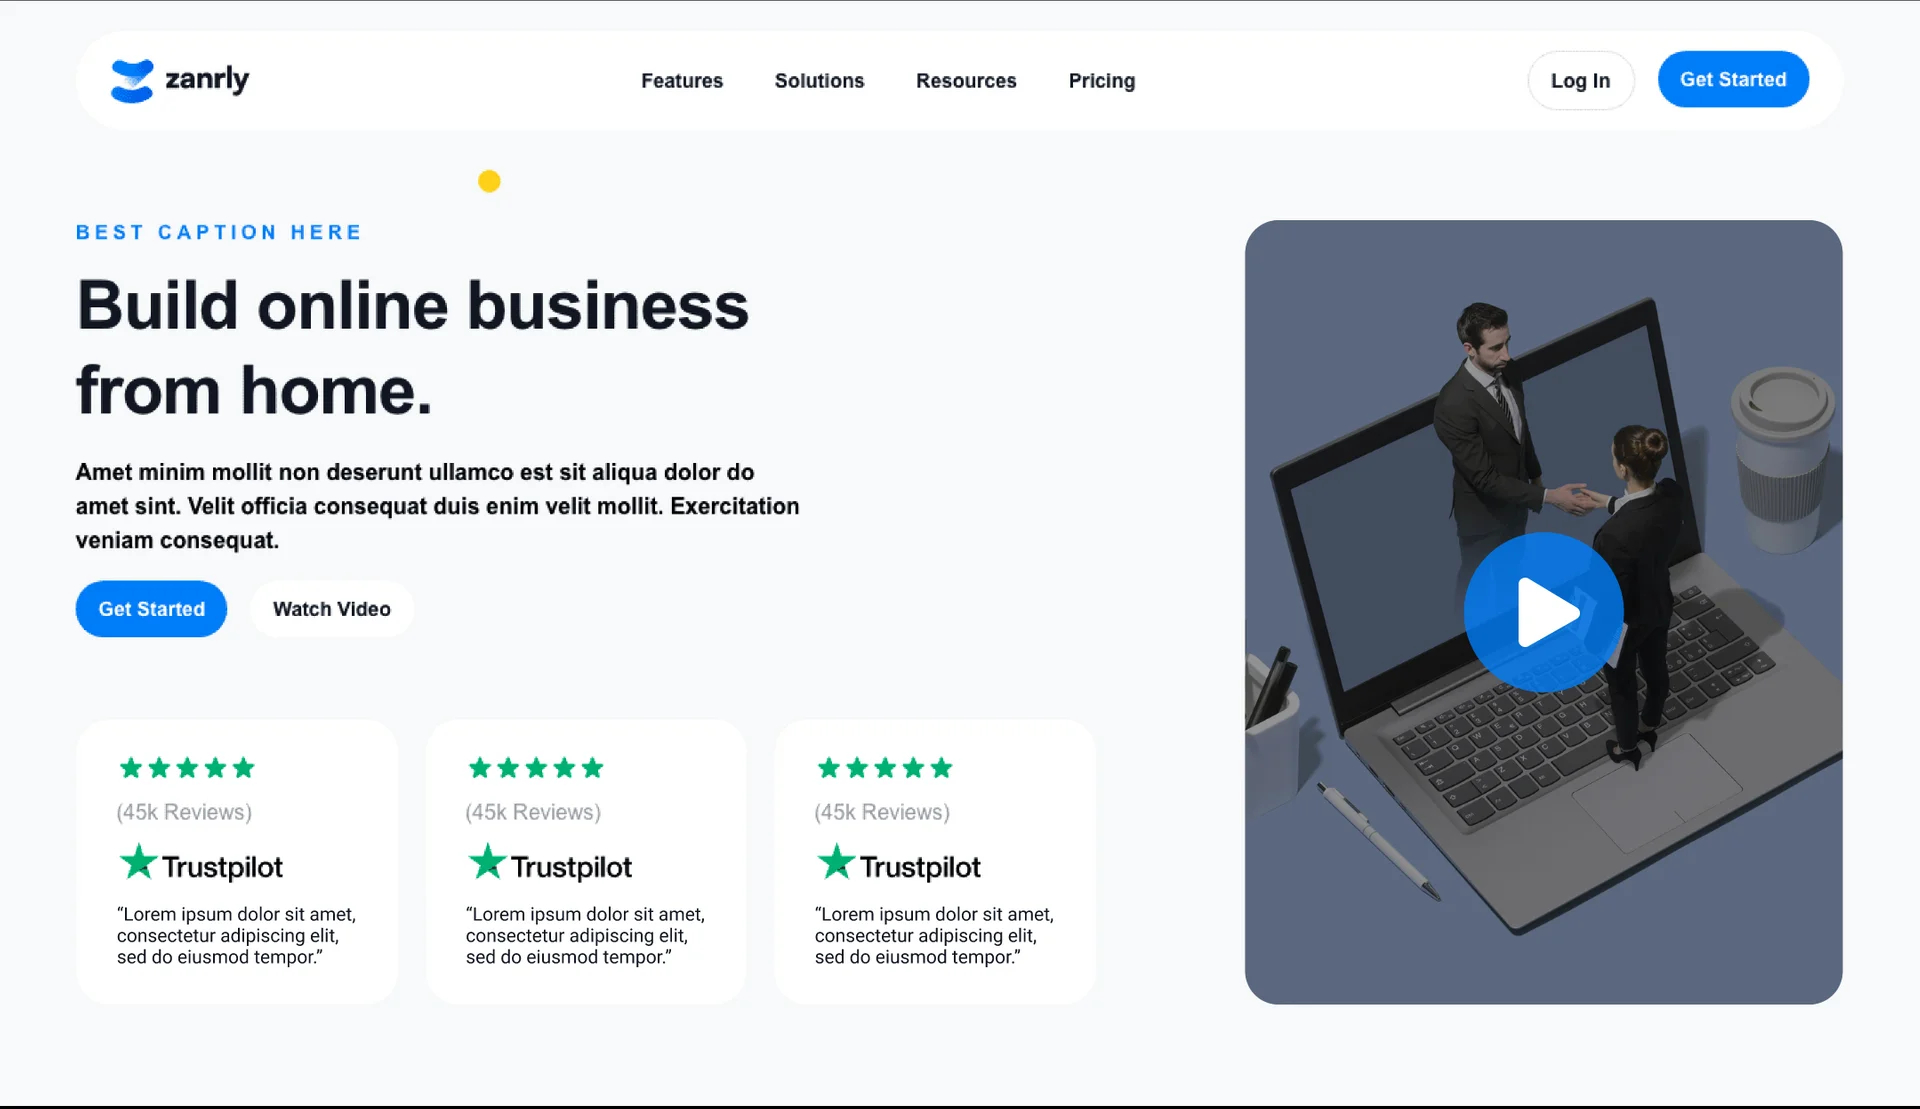 zanrly
Features
Solutions
Resources
Pricing
Log In
Get Started
BEST CAPTION HERE
Build online business
from home.
Amet minim mollit non deserunt ullamco est sit aliqua dolor do
amet sint. Velit officia consequat duis enim velit mollit. Exercitation
veniam consequat.
Get Started
Watch Video
(45k Reviews)
Trustpilot
“Lorem ipsum dolor sit amet,
consectetur adipiscing elit,
sed do eiusmod tempor.”
(45k Reviews)
Trustpilot
“Lorem ipsum dolor sit amet,
consectetur adipiscing elit,
sed do eiusmod tempor.”
(45k Reviews)
Trustpilot
“Lorem ipsum dolor sit amet,
consectetur adipiscing elit,
sed do eiusmod tempor.”